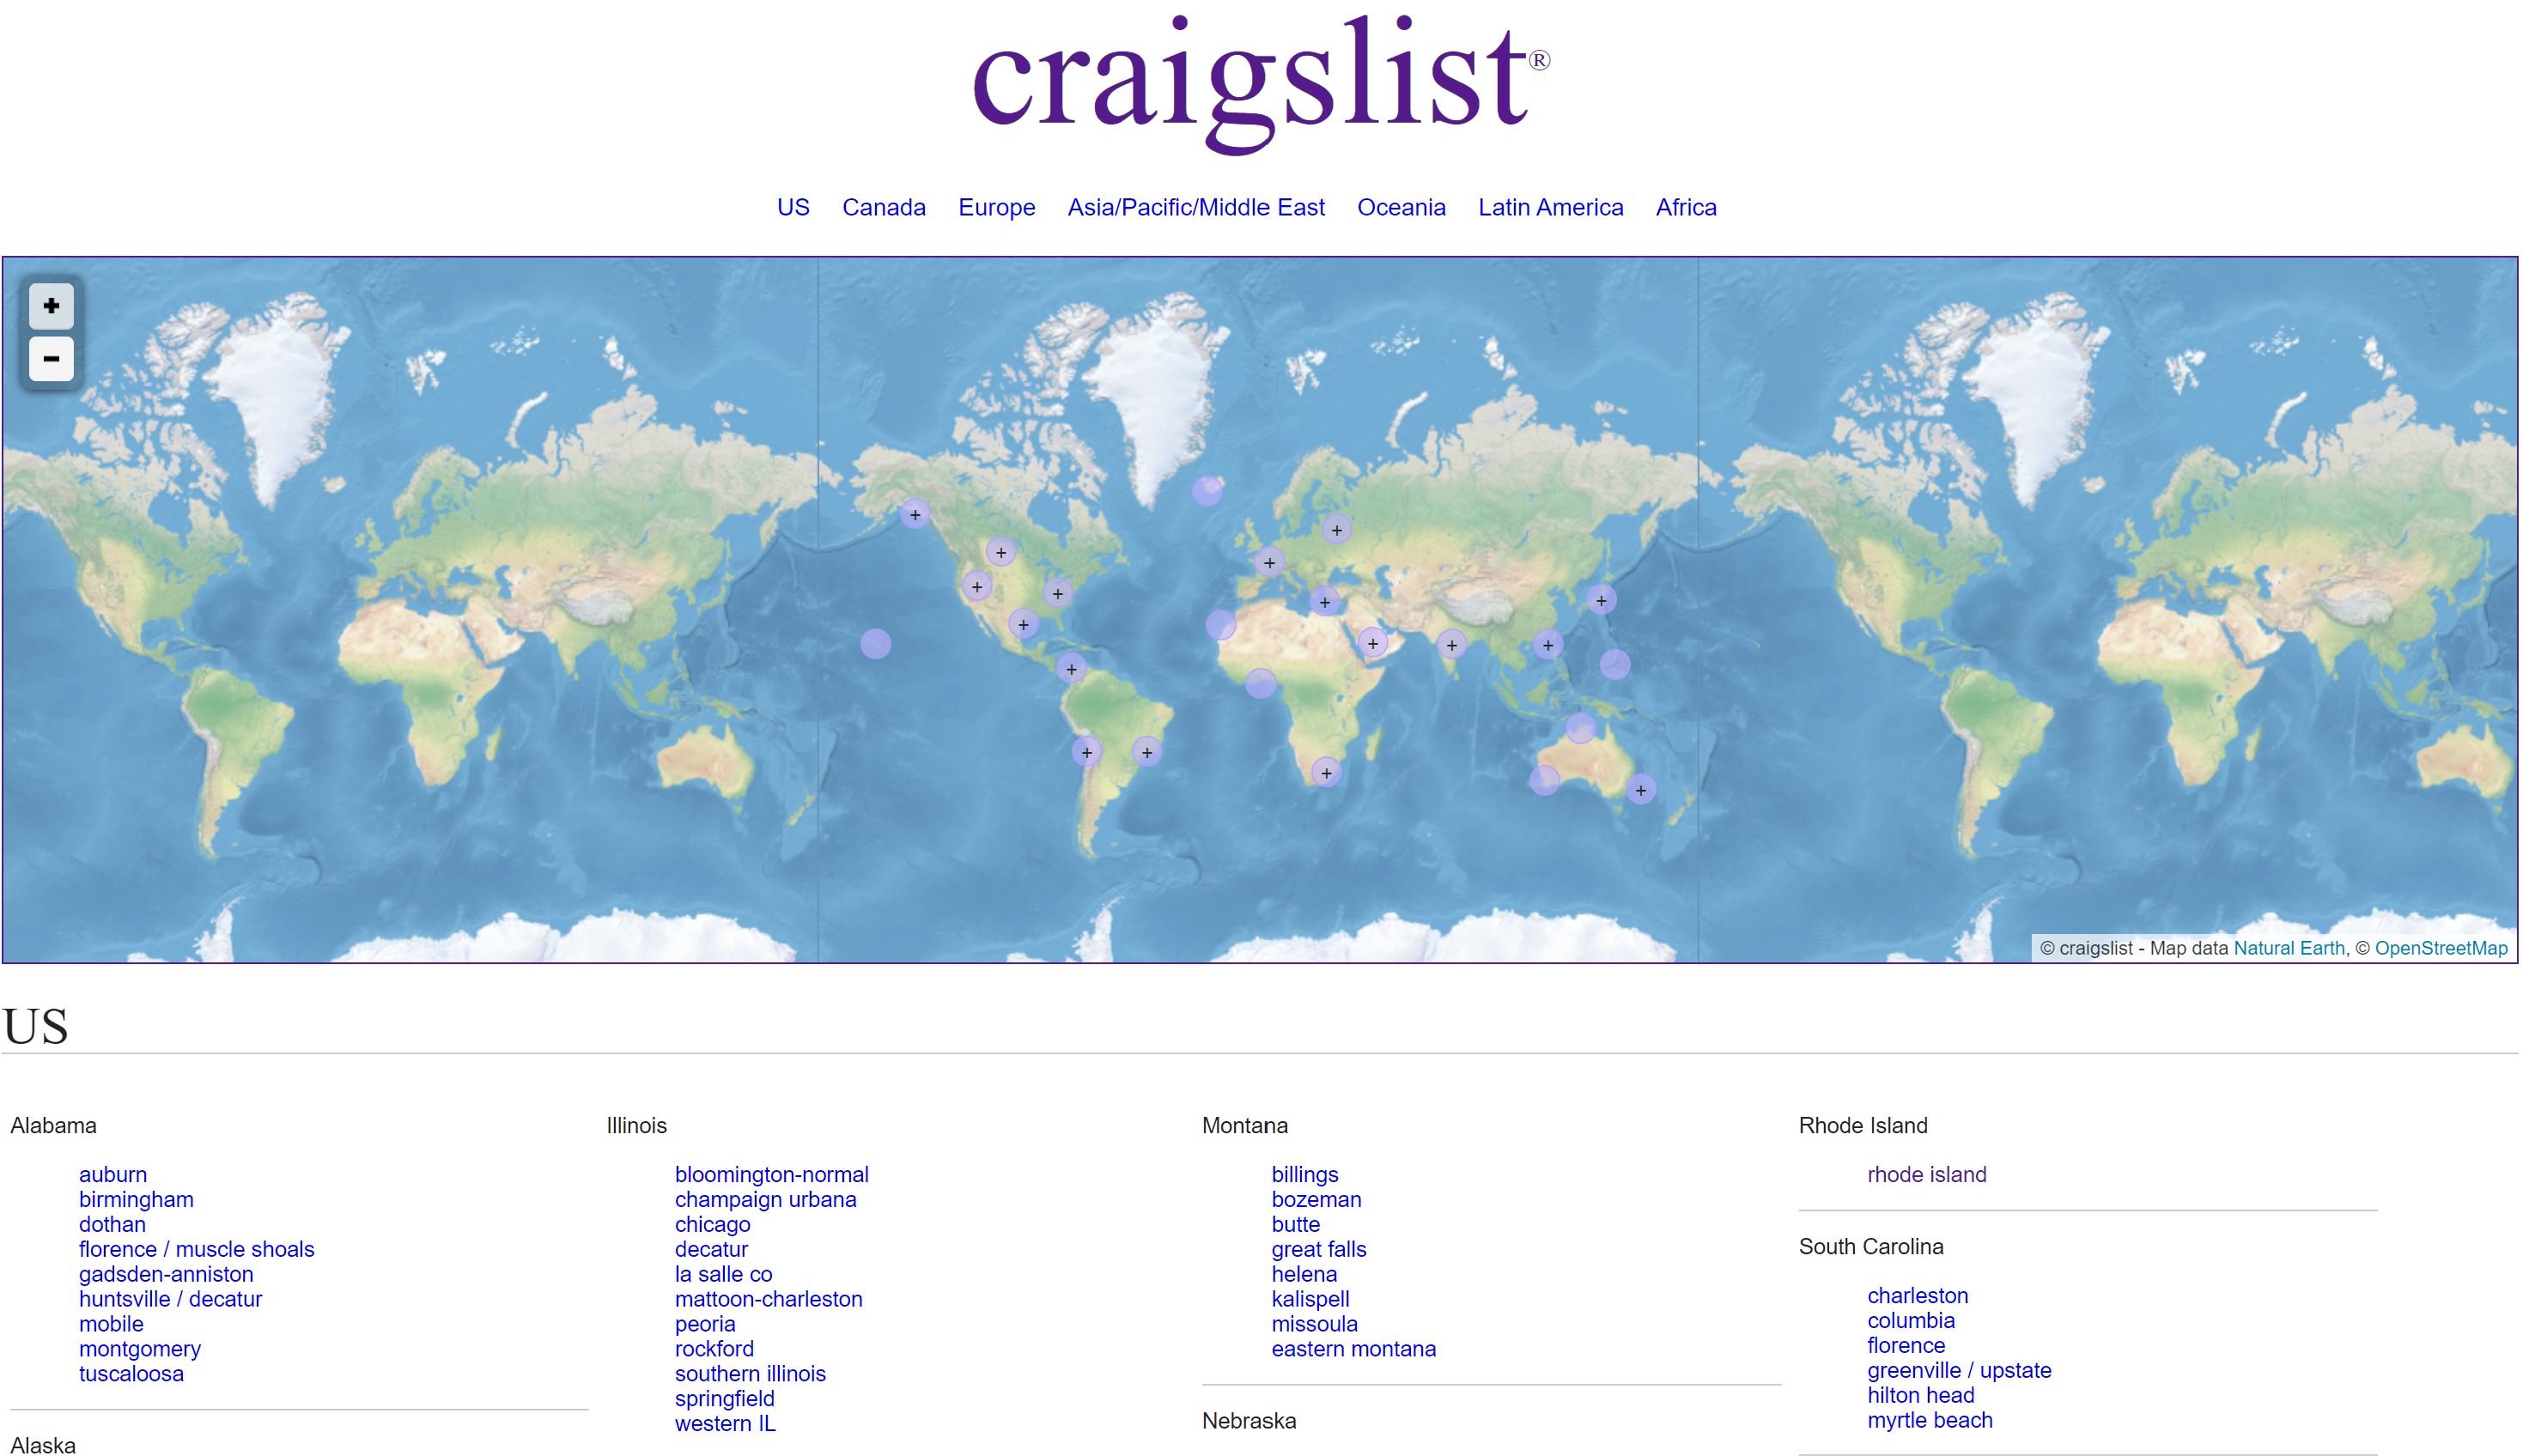 craigslist®
US Canada Europe Asia/Pacific/Middle East Oceania Latin America Africa
© craigslist - Map data Natural Earth, © OpenStreetMap
US
Alabama
auburn
birmingham
dothan
florence / muscle shoals
gadsden-anniston
huntsville / decatur
mobile
montgomery
tuscaloosa
Alaska
Illinois
bloomington-normal
champaign urbana
chicago
decatur
la salle co
mattoon-charleston
peoria
rockford
southern illinois
springfield
western IL
Montana
billings
bozeman
butte
great falls
helena
kalispell
missoula
eastern montana
Nebraska
Rhode Island
rhode island
South Carolina
charleston
columbia
florence
greenville / upstate
hilton head
myrtle beach